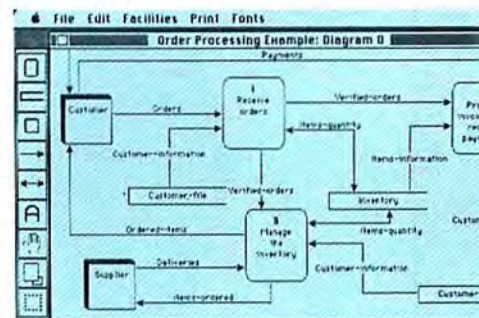 File Edit Facilities Print Fonts
Order Processing Example: Diagram 0
Payments
Customer
Orders
1
Receive
orders
Verified-orders
Items-quantity
Items-information
Customer-information
Customer-file
Verified-orders
Inventory
Ordered-items
3
Manage
the
inventory
Items-quantity
Supplier
Deliveries
Customer-information
Items-ordered
Customer
A